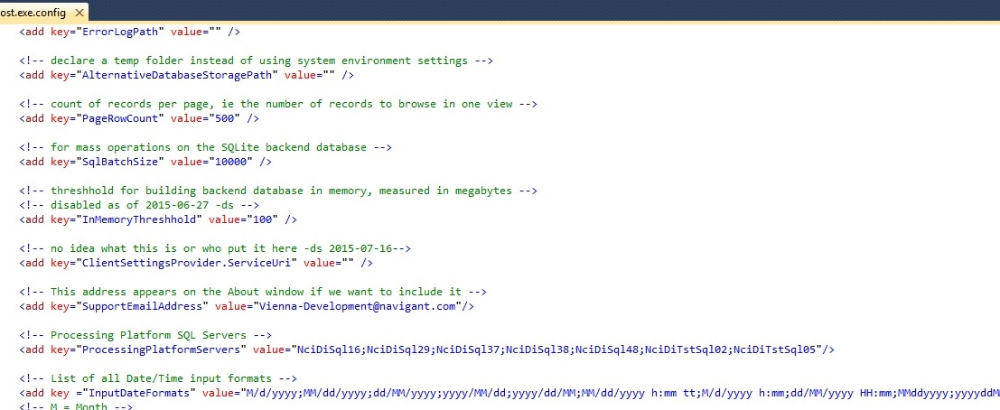 ost.exe.config ×
<add key="ErrorLogPath" value="" />
<!-- declare a temp folder instead of using system environment settings -->
<add key="AlternativeDatabaseStoragePath" value="" />
<!-- count of records per page, ie the number of records to browse in one view -->
<add key="PageRowCount" value="500" />
<!-- for mass operations on the SQLite backend database -->
<add key="SqlBatchSize" value="10000" />
<!-- threshhold for building backend database in memory, measured in megabytes -->
<!-- disabled as of 2015-06-27 -ds -->
<add key="InMemoryThreshhold" value="100" />
<!-- no idea what this is or who put it here -ds 2015-07-16-->
<add key="ClientSettingsProvider.ServiceUri" value="" />
<!-- This address appears on the About window if we want to include it -->
<add key="SupportEmailAddress" value="Vienna-Development@navigant.com"/>
<!-- Processing Platform SQL Servers -->
<add key="ProcessingPlatformServers" value="NciDiSql16;NciDiSql29;NciDiSql37;NciDiSql38;NciDiSql48;NciDiTstSql02;NciDiTstSql05"/>
<!-- List of all Date/Time input formats -->
<add key ="InputDateFormats" value="M/d/yyyy;MM/dd/yyyy;dd/MM/yyyy;yyyy/MM/dd;yyyy/dd/MM;MM/dd/yyyy h:mm tt;M/d/yyyy h:mm;dd/MM/yyyy HH:mm;MMddyyyy;yyyyddM
<!-- M = Month -->